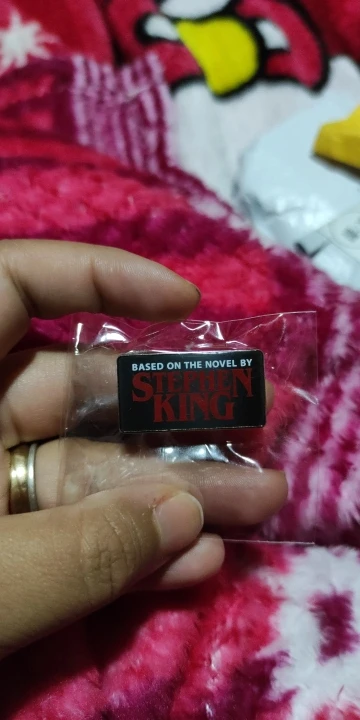 BASED ON THE NOVEL BY
STEPHEN
KING